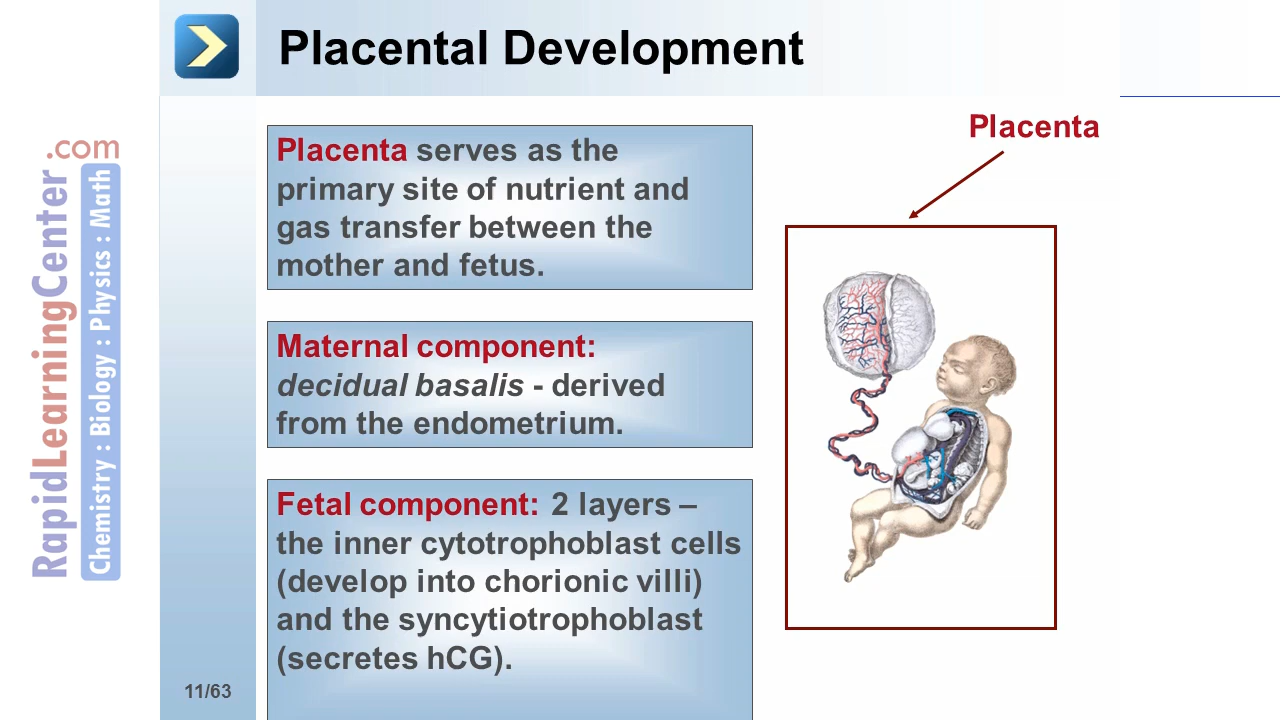 Placental Development
Placenta
Placenta serves as the
primary site of nutrient and
gas transfer between the
mother and fetus.
Maternal component:
decidual basalis - derived
from the endometrium.
Fetal component: 2 layers –
the inner cytotrophoblast cells
(develop into chorionic villi)
and the syncytiotrophoblast
(secretes hCG).
11/63
RapidLearningCenter.com
Chemistry : Biology : Physics : Math